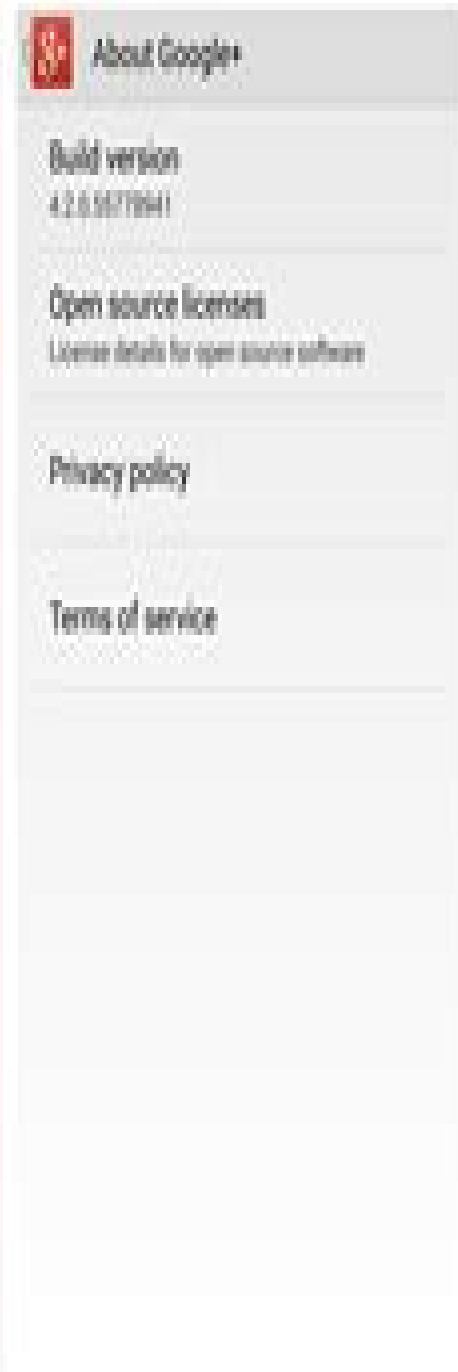 About Google+
Build version
Open source licenses
License details for open source software
Privacy policy
Terms of service